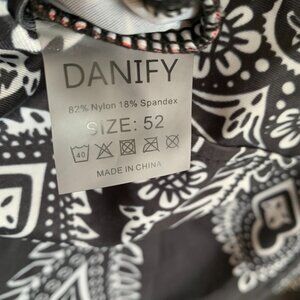 DANIFY
82% Nylon 18% Spandex
SIZE: 52
40
MADE IN CHINA